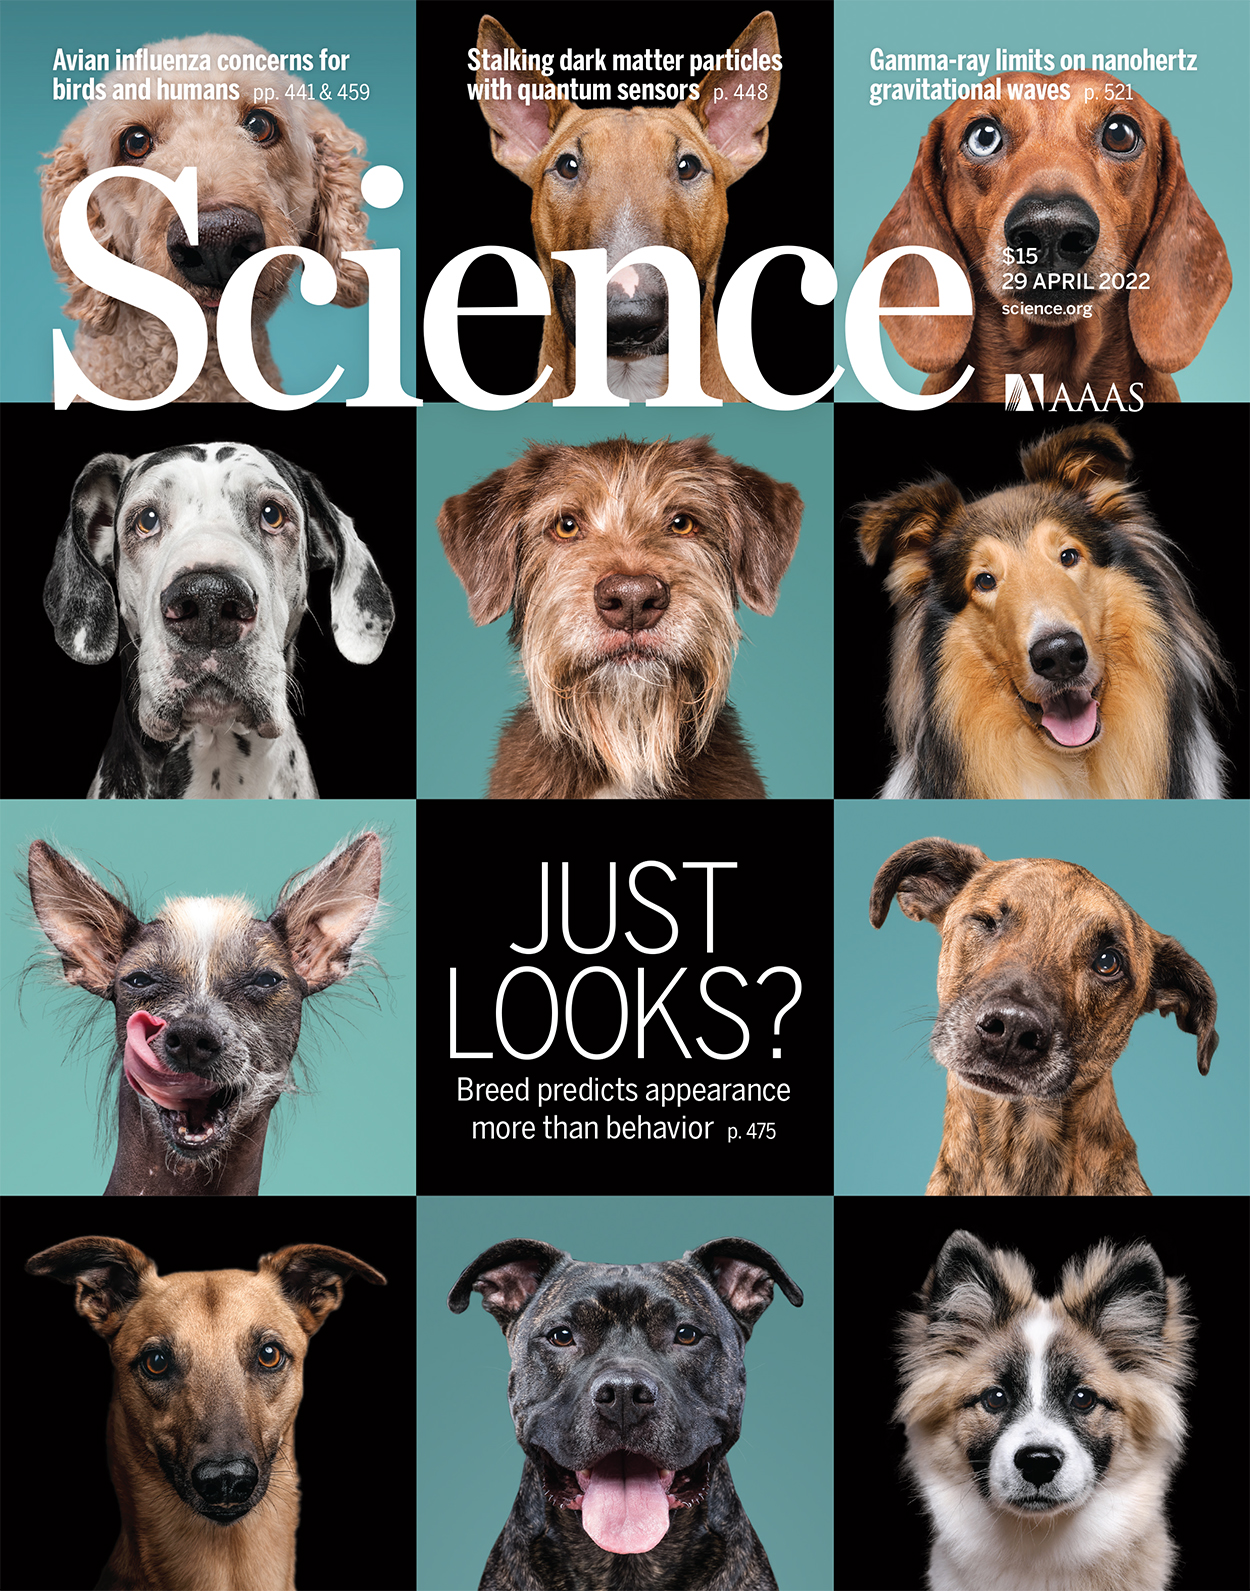 Avian influenza concerns for
birds and humans pp. 441 & 459
Stalking dark matter particles
with quantum sensors p. 448
Gamma-ray limits on nanohertz
gravitational waves p. 521
Science
$15
29 APRIL 2022
science.org
AAAS
JUST
LOOKS?
Breed predicts appearance
more than behavior p. 475